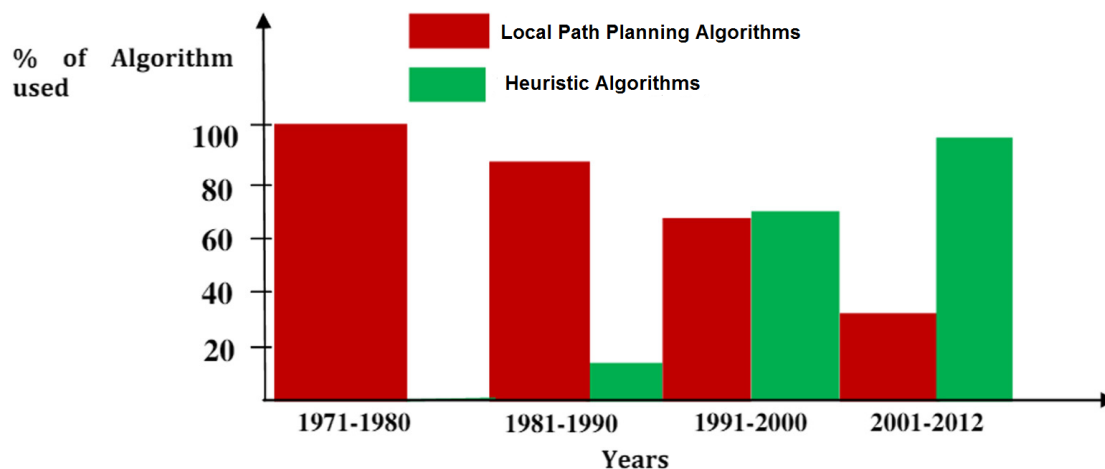 Local Path Planning Algorithms
% of Algorithm
used
Heuristic Algorithms
100
80
60
40
20
1971-1980
1981-1990
1991-2000
2001-2012
Years